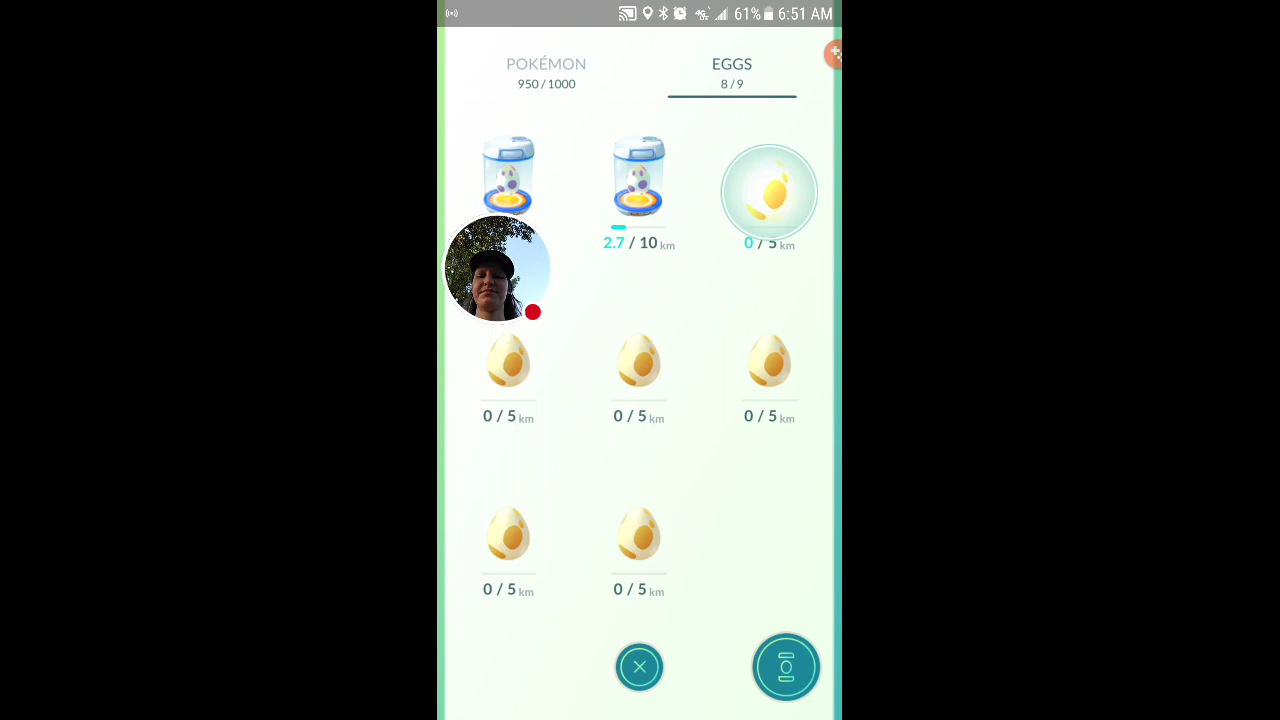 61% 6:51 AM
POKÉMON EGGS
950 / 1000 8 / 9
2.7 / 10 km 0 / 5 km
0 / 5 km 0 / 5 km 0 / 5 km
0 / 5 km 0 / 5 km